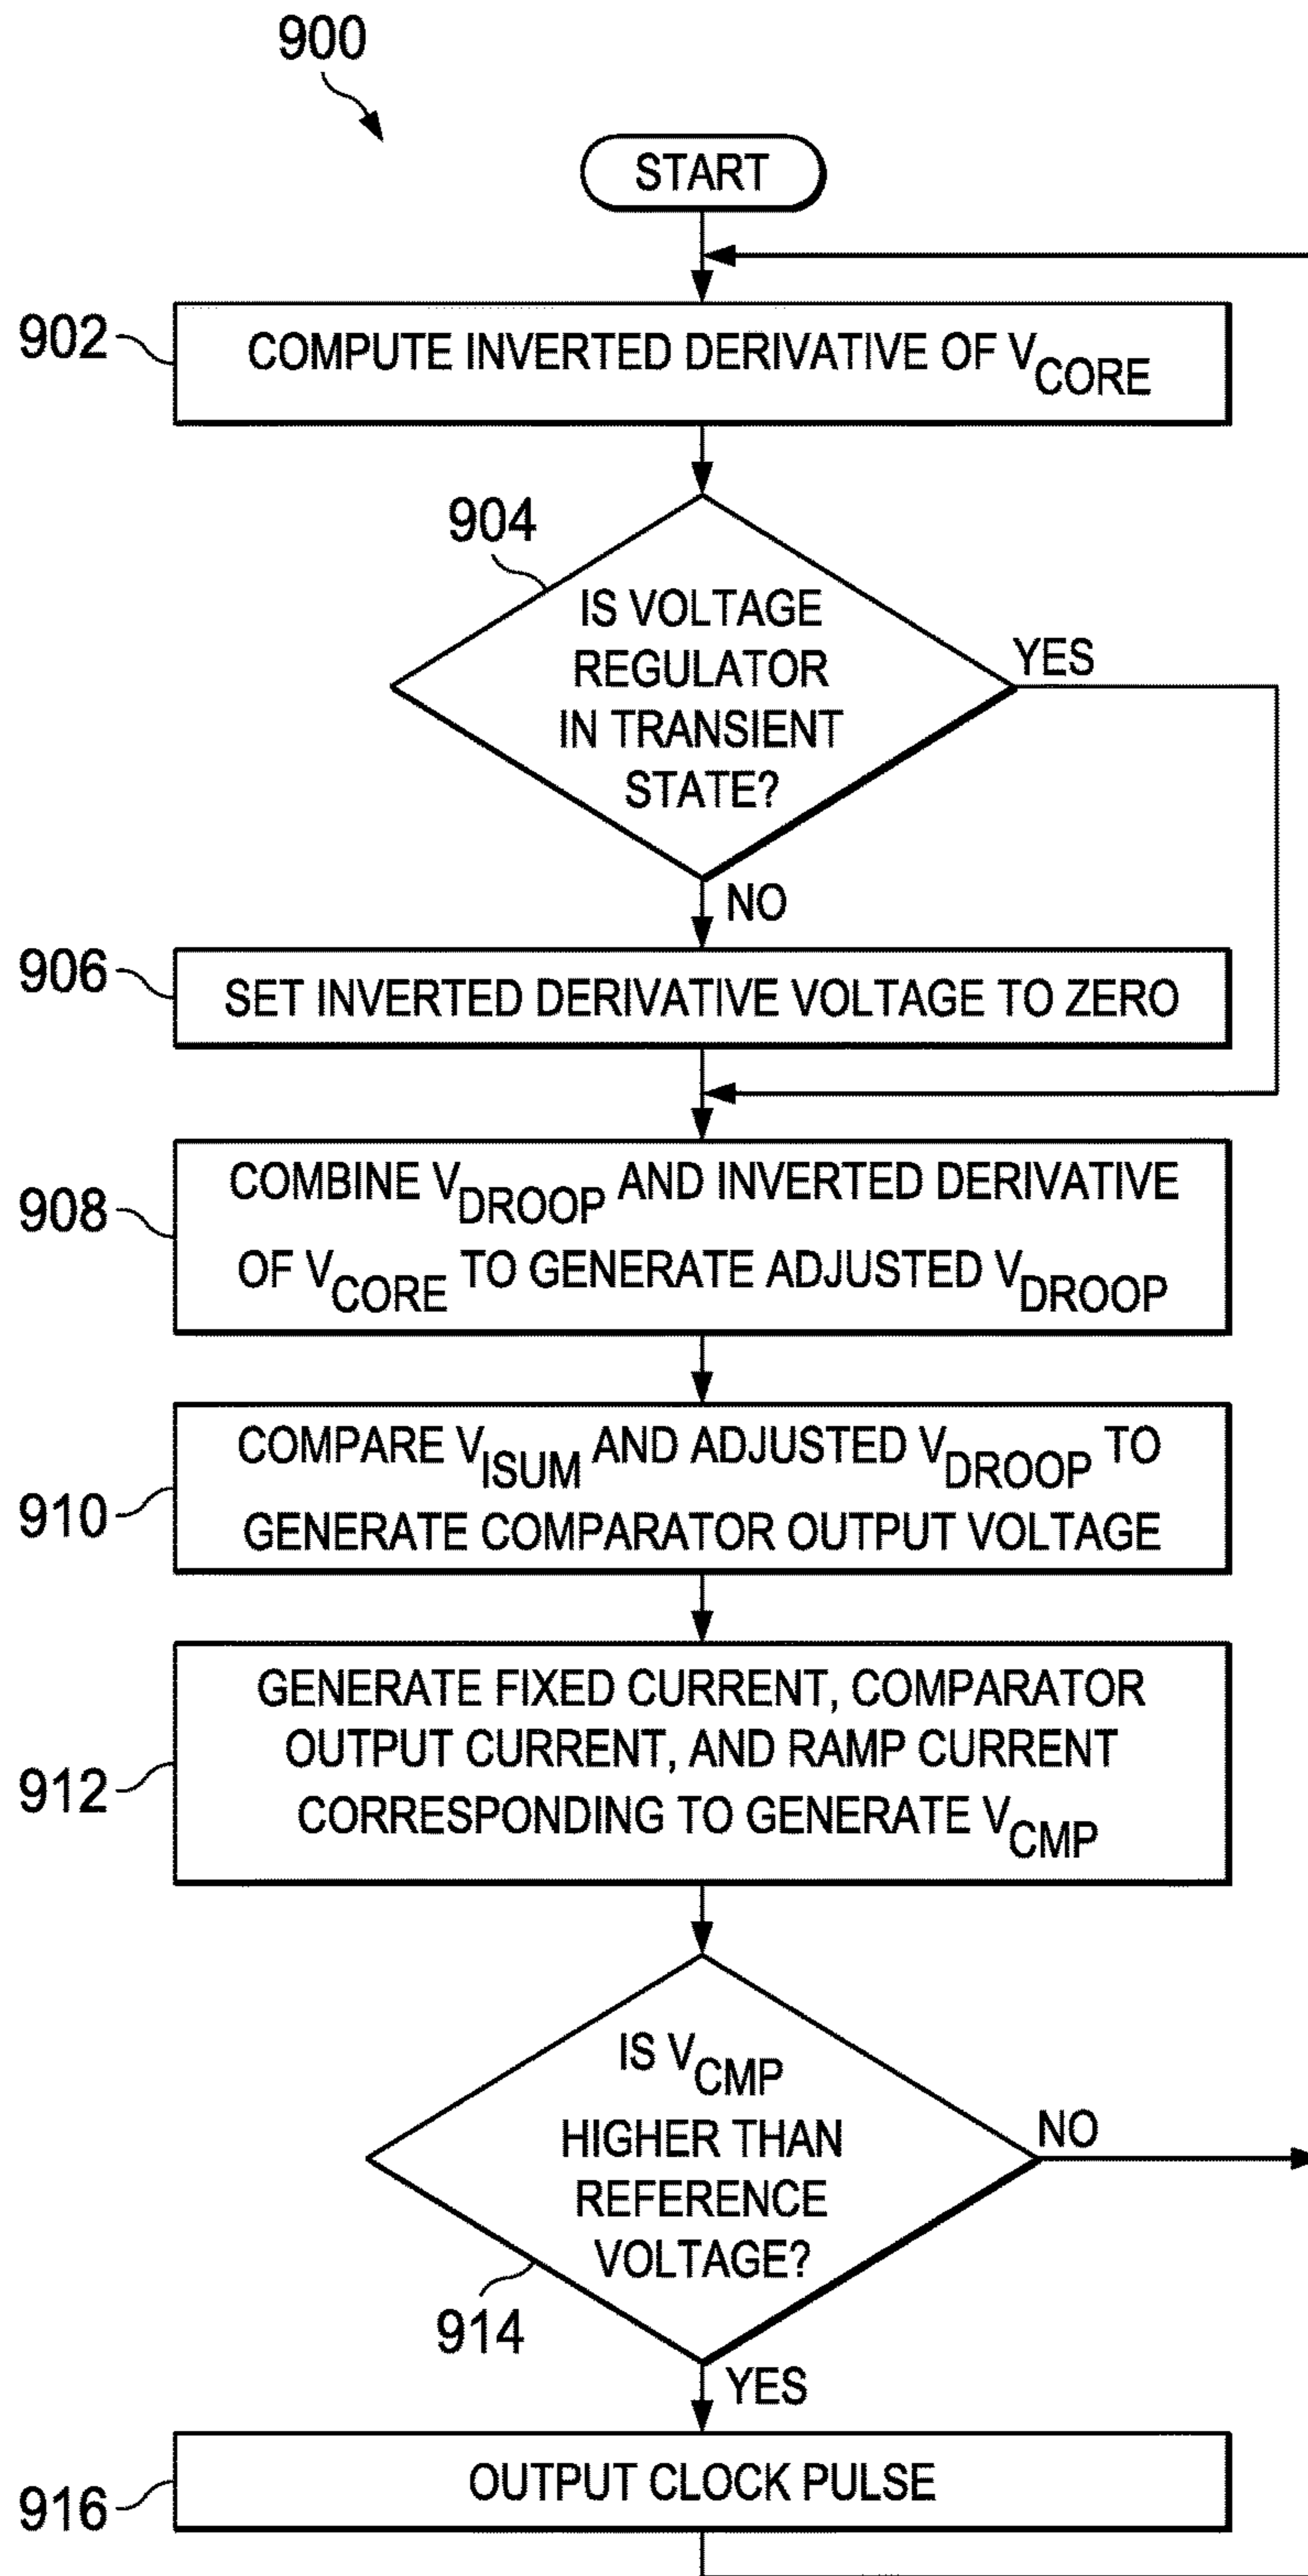 900
START
902
COMPUTE INVERTED DERIVATIVE OF VCORE
904
IS VOLTAGE
REGULATOR
IN TRANSIENT
STATE?
YES
NO
906
SET INVERTED DERIVATIVE VOLTAGE TO ZERO
908
COMBINE VDROOP AND INVERTED DERIVATIVE
OF VCORE TO GENERATE ADJUSTED VDROOP
910
COMPARE VISUM AND ADJUSTED VDROOP TO
GENERATE COMPARATOR OUTPUT VOLTAGE
912
GENERATE FIXED CURRENT, COMPARATOR
OUTPUT CURRENT, AND RAMP CURRENT
CORRESPONDING TO GENERATE VCMP
IS VCMP
HIGHER THAN
REFERENCE
VOLTAGE?
NO
914
YES
916
OUTPUT CLOCK PULSE